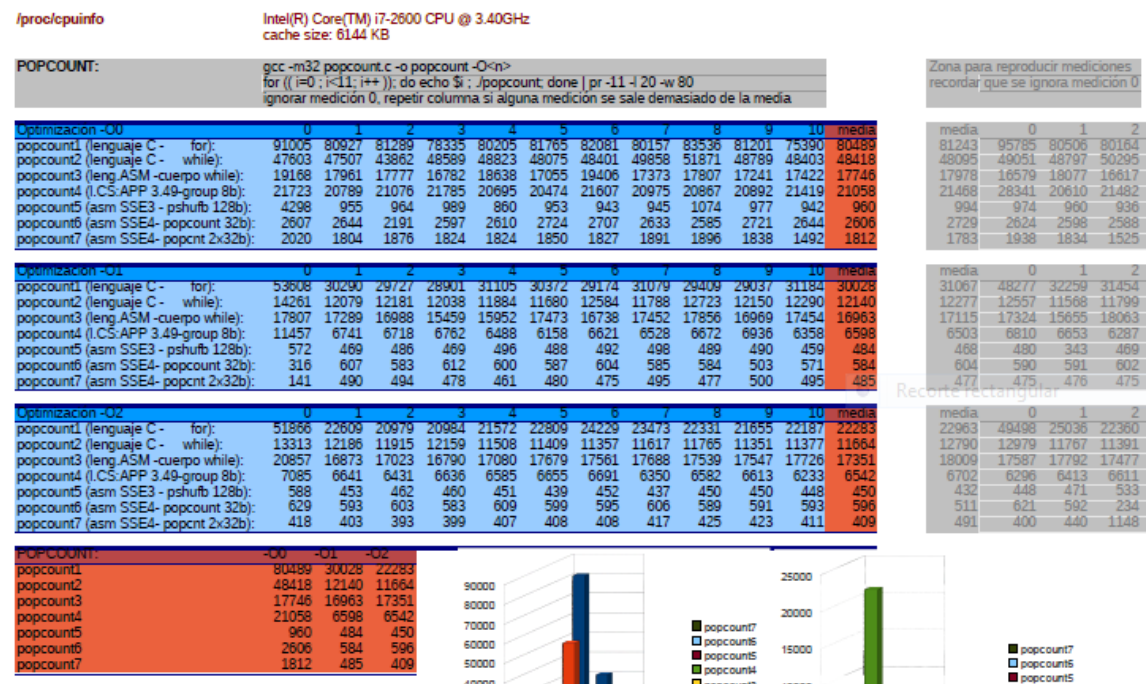 /proc/cpuinfo Intel(R) Core(TM) i7-2600 CPU @ 3.40GHz
cache size: 6144 KB
POPCOUNT: gcc -m32 popcount.c -o popcount -O<n> Zona para reproducir mediciones
for (( i=0 ; i<11; i++ )); do echo $i ; ./popcount; done | pr -11 -l 20 -w 80 recordar que se ignora medición 0
ignorar medición 0, repetir columna si alguna medición se sale demasiado de la media
Optimización -O0 0 1 2 3 4 5 6 7 8 9 10 media media 0 1 2
popcount1 (lenguaje C - for): 91005 80927 81289 78335 80205 81765 82081 80157 83536 81201 75390 80489 81243 95785 80506 80164
popcount2 (lenguaje C - while): 47603 47507 43862 48589 48823 48075 48401 49858 51871 48789 48403 48418 48095 49051 48797 50295
popcount3 (leng.ASM -cuerpo while): 19168 17961 17777 16782 18638 17055 19406 17373 17807 17241 17422 17746 17978 16579 18077 16617
popcount4 (l.CS:APP 3.49-group 8b): 21723 20789 21076 21785 20695 20474 21607 20975 20867 20892 21419 21058 21468 28341 20610 21482
popcount5 (asm SSE3 - pshufb 128b): 4298 955 964 989 860 953 943 945 1074 977 942 960 994 974 960 936
popcount6 (asm SSE4- popcount 32b): 2607 2644 2191 2597 2610 2724 2707 2633 2585 2721 2644 2606 2729 2624 2598 2588
popcount7 (asm SSE4- popcnt 2x32b): 2020 1804 1876 1824 1824 1850 1827 1891 1896 1838 1492 1812 1783 1938 1834 1525
Optimización -O1 0 1 2 3 4 5 6 7 8 9 10 media media 0 1 2
popcount1 (lenguaje C - for): 53608 30290 29727 28901 31105 30372 29174 31079 29409 29037 31184 30028 31067 48277 32259 31454
popcount2 (lenguaje C - while): 14261 12079 12181 12038 11884 11680 12584 11788 12723 12150 12290 12140 12277 12557 11568 11799
popcount3 (leng.ASM -cuerpo while): 17807 17289 16988 15459 15952 17473 16738 17452 17856 16969 17454 16963 17115 17324 15655 18063
popcount4 (l.CS:APP 3.49-group 8b): 11457 6741 6718 6762 6488 6158 6621 6528 6672 6936 6358 6598 6503 6810 6653 6287
popcount5 (asm SSE3 - pshufb 128b): 572 469 486 469 496 488 492 498 489 490 459 484 468 480 343 469
popcount6 (asm SSE4- popcount 32b): 316 607 583 612 600 587 604 585 584 503 571 584 604 590 591 602
popcount7 (asm SSE4- popcnt 2x32b): 141 490 494 478 461 480 475 495 477 500 495 485 477 475 476 475
Recorte rectangular
Optimización -O2 0 1 2 3 4 5 6 7 8 9 10 media media 0 1 2
popcount1 (lenguaje C - for): 51866 22609 20979 20984 21572 22809 24229 23473 22331 21655 22187 22283 22963 49498 25036 22360
popcount2 (lenguaje C - while): 13313 12186 11915 12159 11508 11409 11357 11617 11765 11351 11377 11664 12790 12979 11767 11391
popcount3 (leng.ASM -cuerpo while): 20857 16873 17023 16790 17080 17679 17561 17688 17539 17547 17726 17351 18009 17587 17792 17477
popcount4 (l.CS:APP 3.49-group 8b): 7085 6641 6431 6636 6585 6655 6691 6350 6582 6613 6233 6542 6702 6296 6413 6611
popcount5 (asm SSE3 - pshufb 128b): 588 453 462 460 451 439 452 437 450 450 448 450 432 448 471 533
popcount6 (asm SSE4- popcount 32b): 629 593 603 583 609 599 595 606 589 591 593 596 511 621 592 234
popcount7 (asm SSE4- popcnt 2x32b): 418 403 393 399 407 408 408 417 425 423 411 409 491 400 440 1148
POPCOUNT: -O0 -O1 -O2
popcount1 80489 30028 22283
popcount2 48418 12140 11664
popcount3 17746 16963 17351
popcount4 21058 6598 6542
popcount5 960 484 450
popcount6 2606 584 596
popcount7 1812 485 409
90000
80000
70000
60000
50000
popcount7
popcount6
popcount5
popcount4
25000
20000
15000
popcount7
popcount6
popcount5